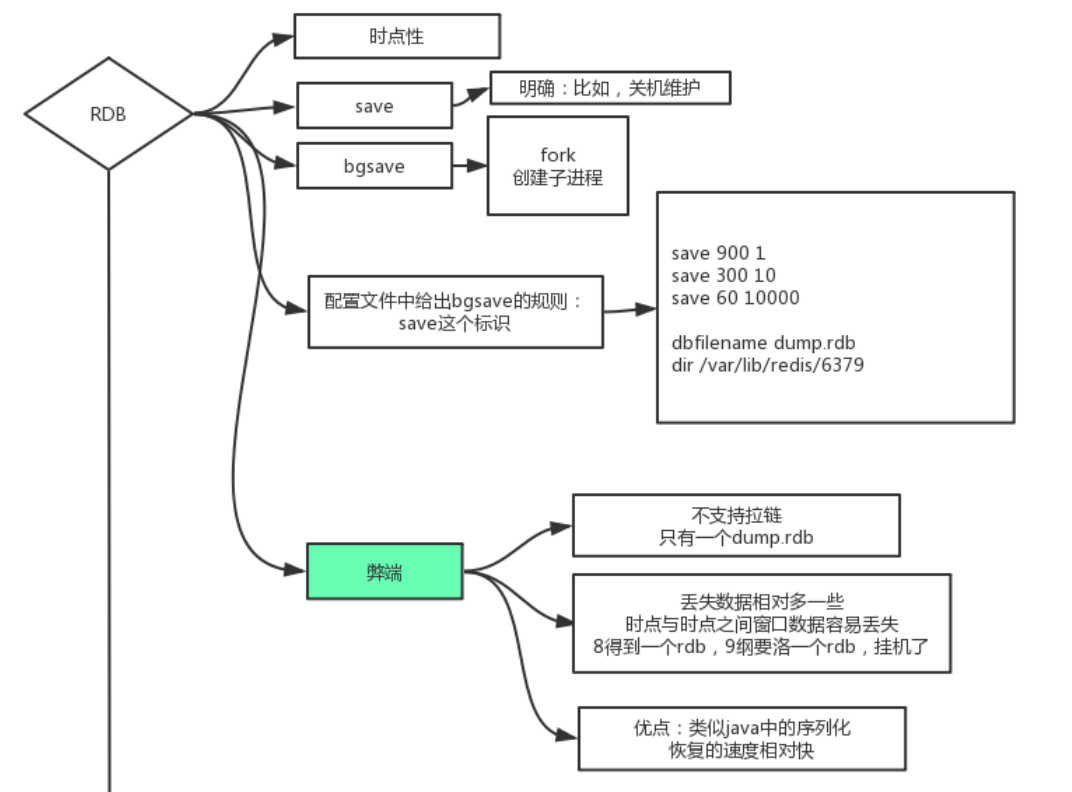 时点性
RDB
save
明确：比如，关机维护
bgsave
fork
创建子进程
配置文件中给出bgsave的规则：
save这个标识
save 900 1
save 300 10
save 60 10000
dbfilename dump.rdb
dir /var/lib/redis/6379
弊端
不支持拉链
只有一个dump.rdb
丢失数据相对多一些
时点与时点之间窗口数据容易丢失
8得到一个rdb，9纲要洛一个rdb，挂机了
优点：类似java中的序列化
恢复的速度相对快